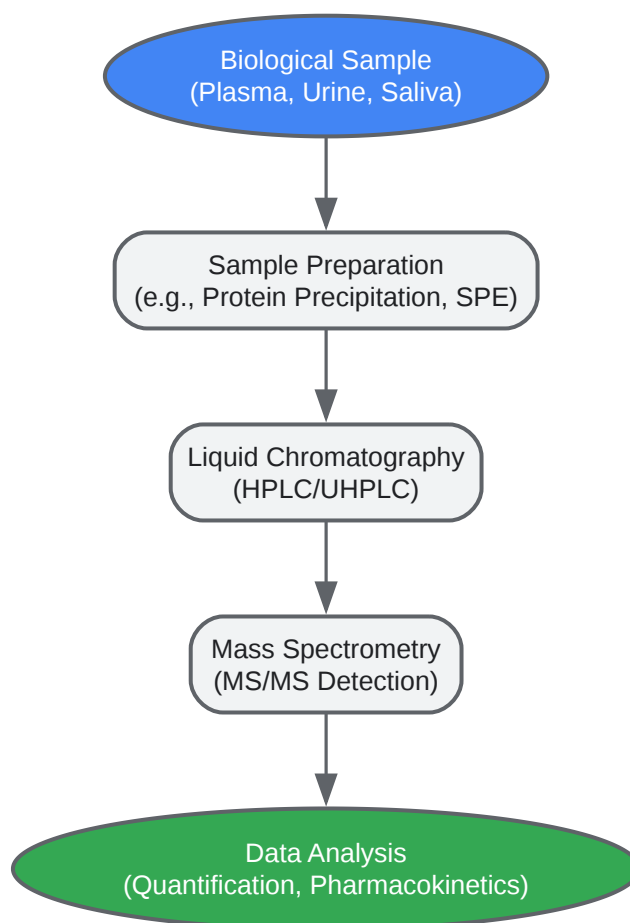 Biological Sample
(Plasma, Urine, Saliva)
Sample Preparation
(e.g., Protein Precipitation, SPE)
Liquid Chromatography
(HPLC/UHPLC)
Mass Spectrometry
(MS/MS Detection)
Data Analysis
(Quantification, Pharmacokinetics)